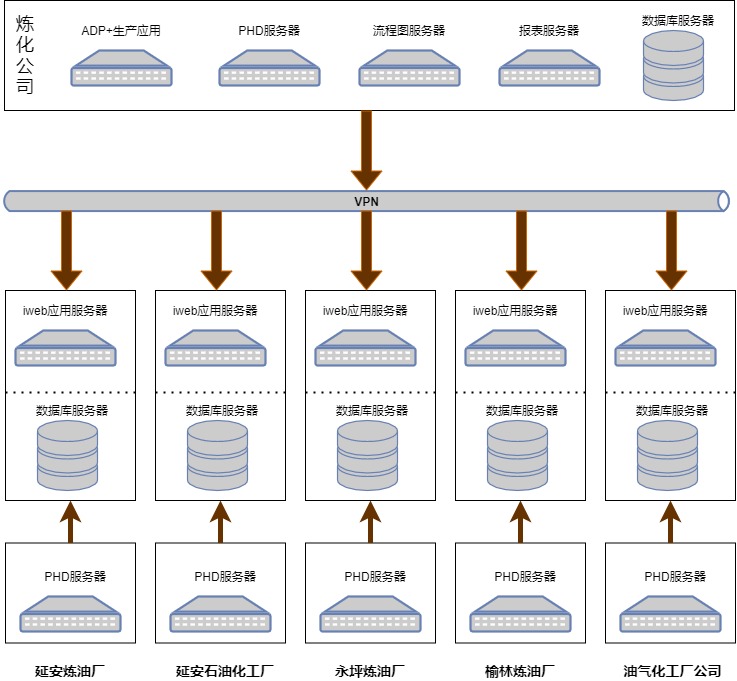 炼化公司
ADP+生产应用
PHD服务器
流程图服务器
报表服务器
数据库服务器
VPN
iweb应用服务器
iweb应用服务器
iweb应用服务器
iweb应用服务器
iweb应用服务器
数据库服务器
数据库服务器
数据库服务器
数据库服务器
数据库服务器
PHD服务器
PHD服务器
PHD服务器
PHD服务器
PHD服务器
延安炼油厂
延安石油化工厂
永坪炼油厂
榆林炼油厂
油气化工厂公司